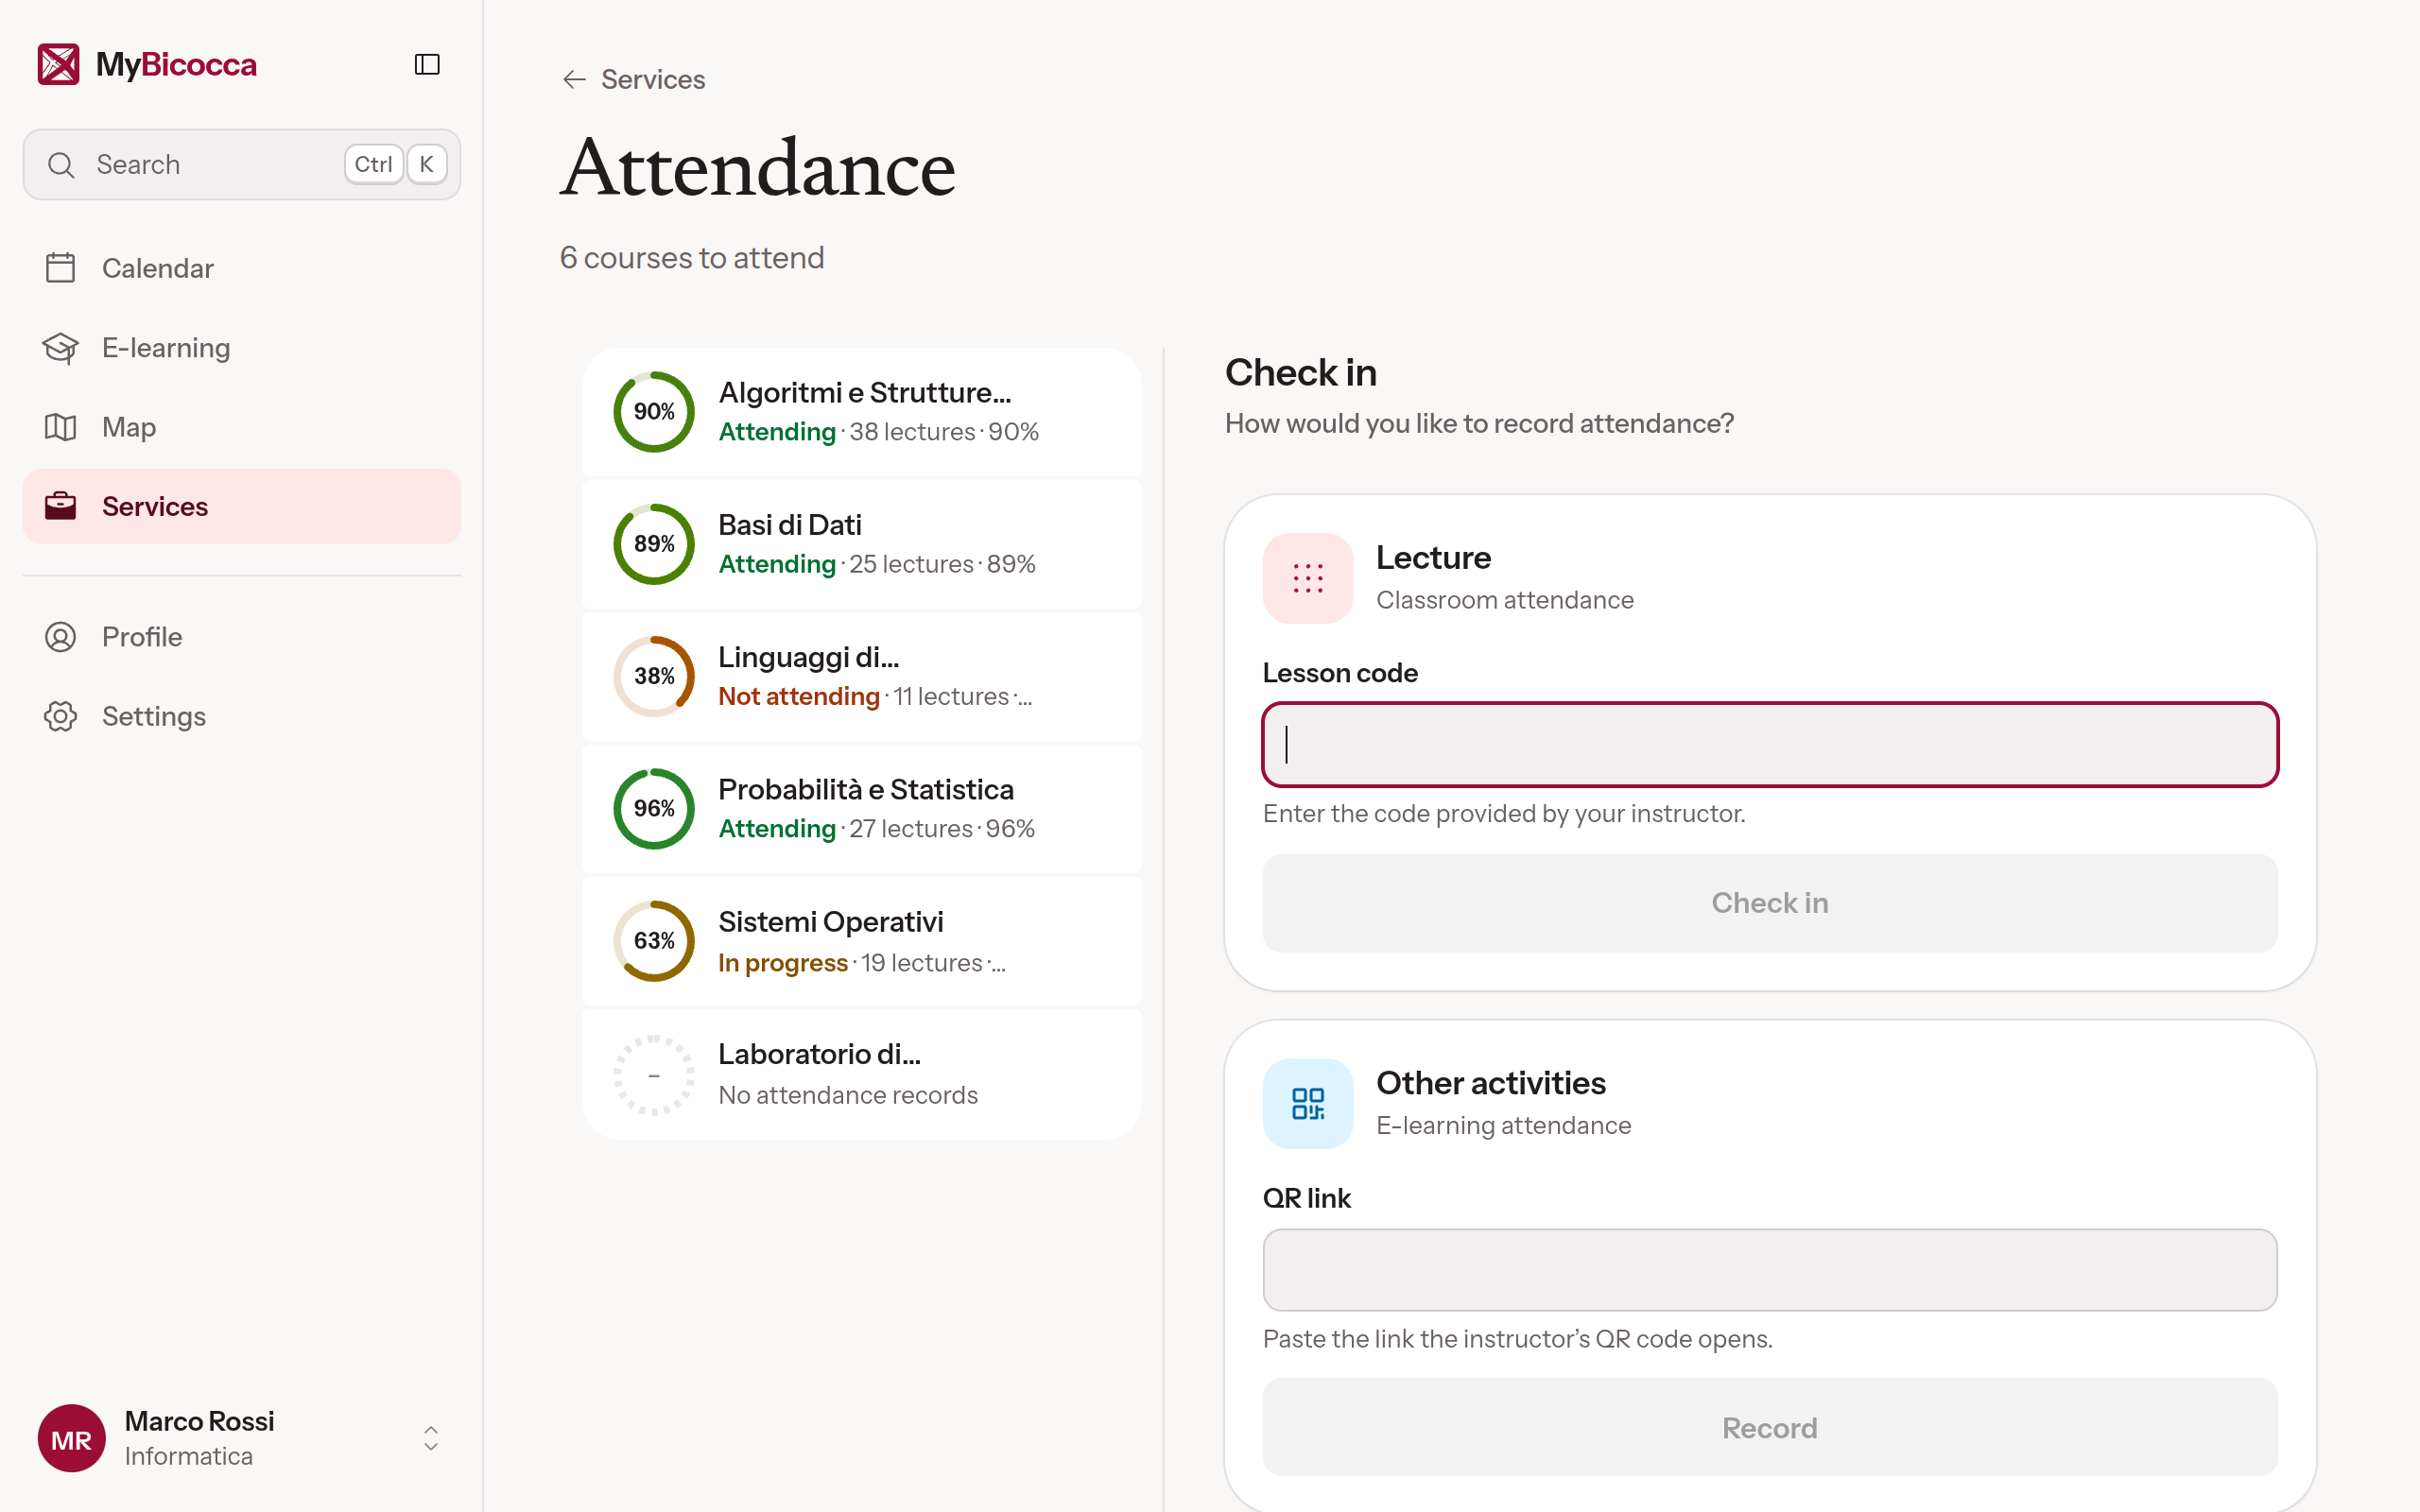 MyBicocca
Search
Ctrl K
Calendar
E-learning
Map
Services
Profile
Settings
MR
Marco Rossi
Informatica
Services
Attendance
6 courses to attend
90%
Algoritmi e Strutture...
Attending · 38 lectures · 90%
89%
Basi di Dati
Attending · 25 lectures · 89%
38%
Linguaggi di...
Not attending · 11 lectures ·...
96%
Probabilità e Statistica
Attending · 27 lectures · 96%
63%
Sistemi Operativi
In progress · 19 lectures ·...
–
Laboratorio di...
No attendance records
Check in
How would you like to record attendance?
Lecture
Classroom attendance
Lesson code
Enter the code provided by your instructor.
Check in
Other activities
E-learning attendance
QR link
Paste the link the instructor’s QR code opens.
Record